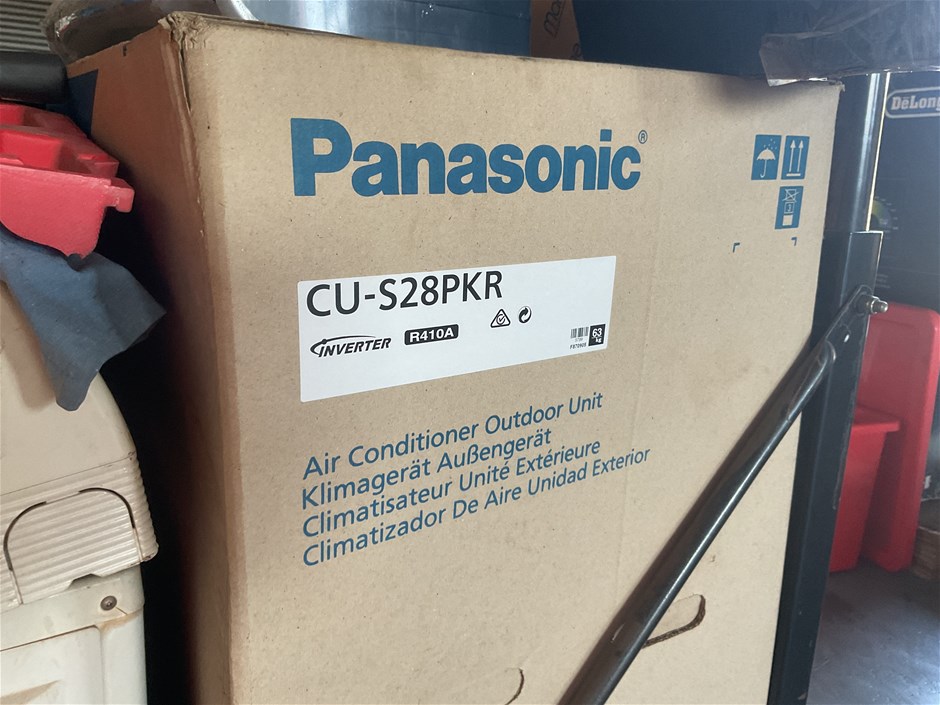 Panasonic®
CU-S28PKR
INVERTER R410A
63
kg
Air Conditioner Outdoor Unit
Klimagerät Außengerät
Climatisateur Unité Extérieure
Climatizador De Aire Unidad Exterior
DeLong